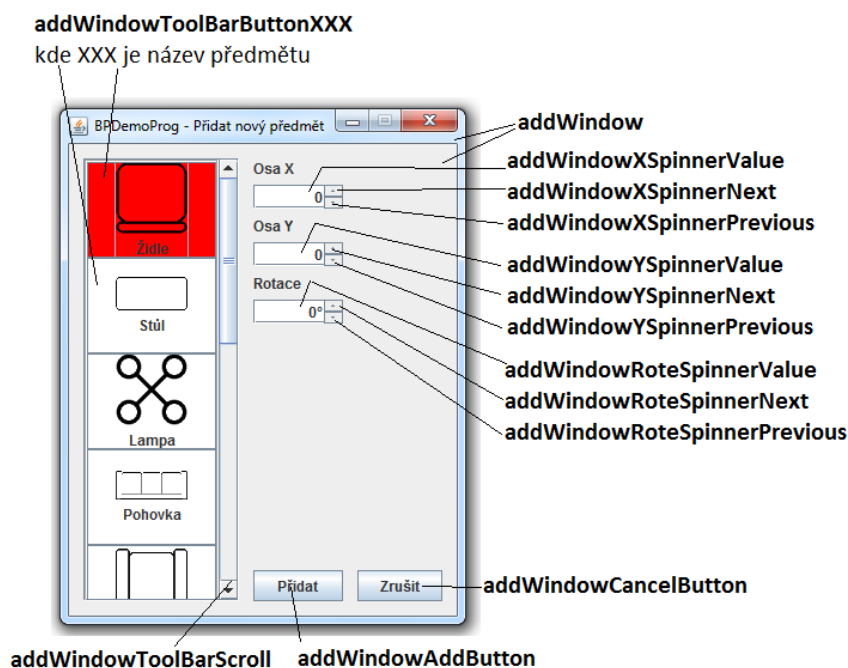 addWindowToolBarButtonXXX
kde XXX je název předmětu
BPDemoProg - Přidat nový předmět
addWindow
Osa X
0
addWindowXSpinnerValue
addWindowXSpinnerNext
addWindowXSpinnerPrevious
Židle
Osa Y
0
addWindowYSpinnerValue
addWindowYSpinnerNext
addWindowYSpinnerPrevious
Stůl
Rotace
0°
addWindowRoteSpinnerValue
addWindowRoteSpinnerNext
addWindowRoteSpinnerPrevious
Lampa
Pohovka
Přidat
Zrušit
addWindowCancelButton
addWindowToolBarScroll
addWindowAddButton